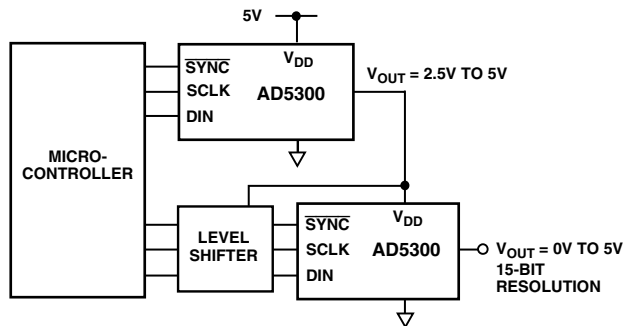 5V
MICRO-
CONTROLLER
SYNC
SCLK
DIN
VDD
AD5300
VOUT = 2.5V TO 5V
LEVEL
SHIFTER
SYNC
SCLK
DIN
VDD
AD5300
VOUT = 0V TO 5V
15-BIT
RESOLUTION